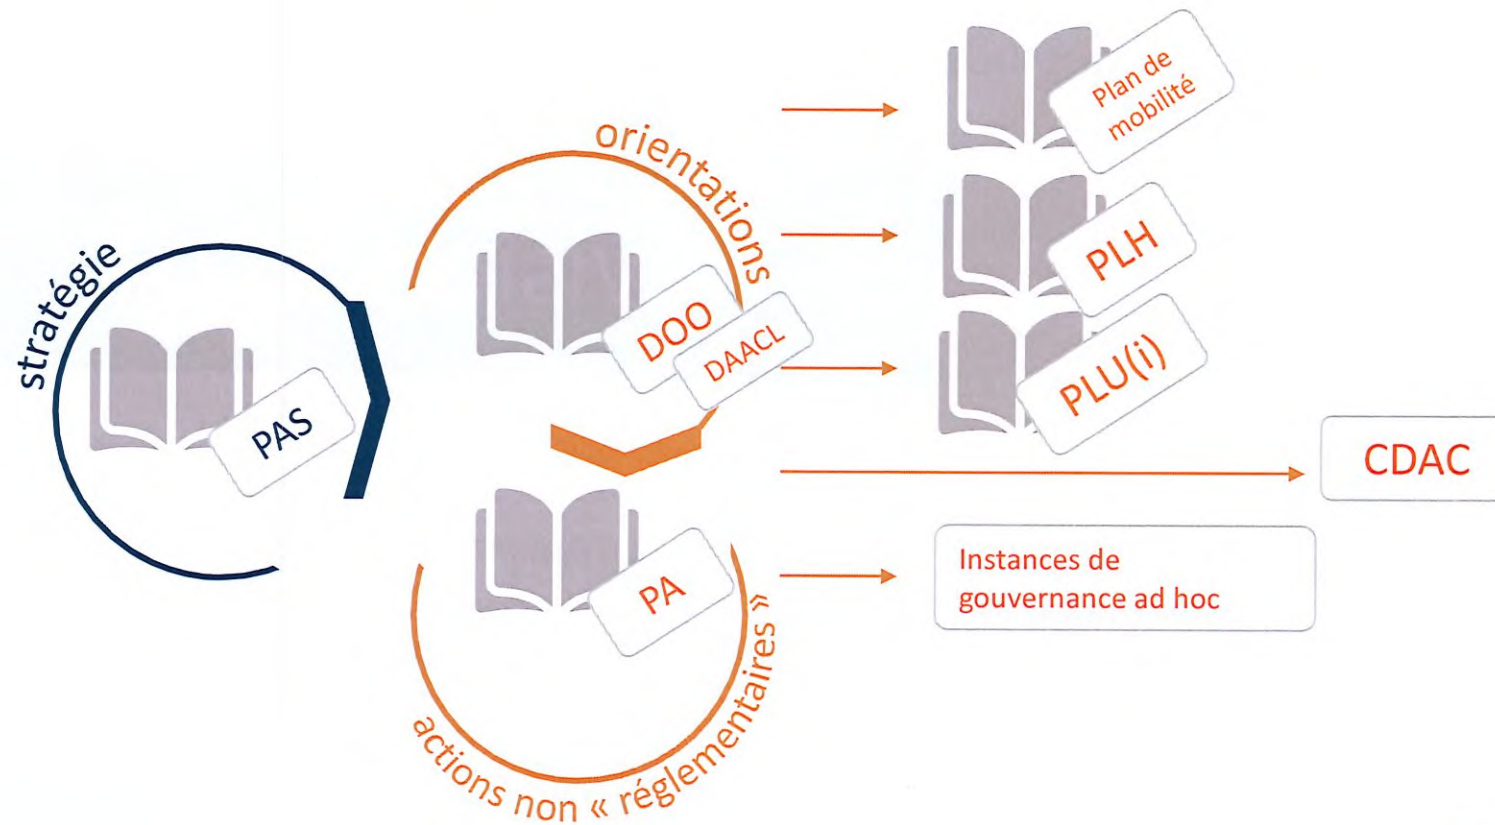 stratégie
PAS
orientations
DOO
DAACL
PA
actions non « réglementaires »
Plan de
mobilité
PLH
PLU(i)
CDAC
Instances de
gouvernance ad hoc